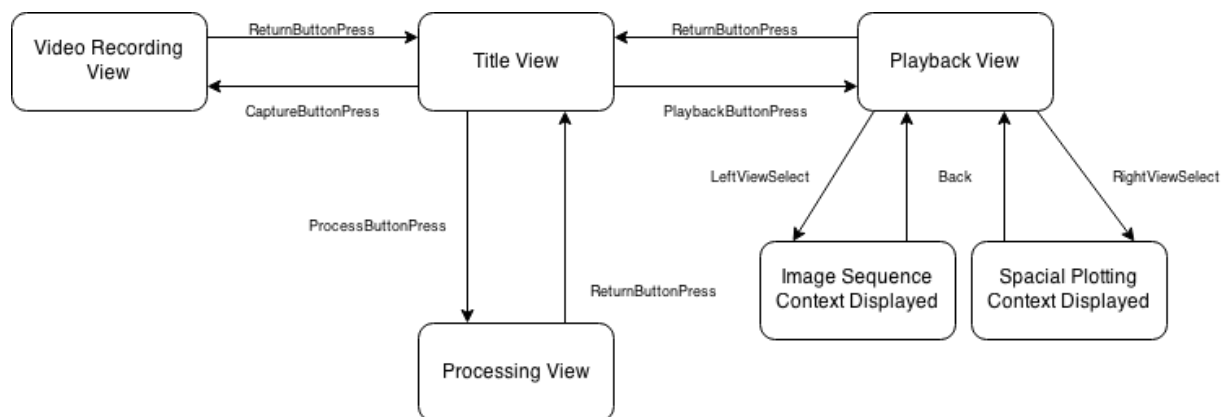 ReturnButtonPress
ReturnButtonPress
Video Recording
View
Title View
Playback View
CaptureButtonPress
PlaybackButtonPress
LeftViewSelect
Back
RightViewSelect
ProcessButtonPress
Image Sequence
Context Displayed
Spacial Plotting
Context Displayed
ReturnButtonPress
Processing View